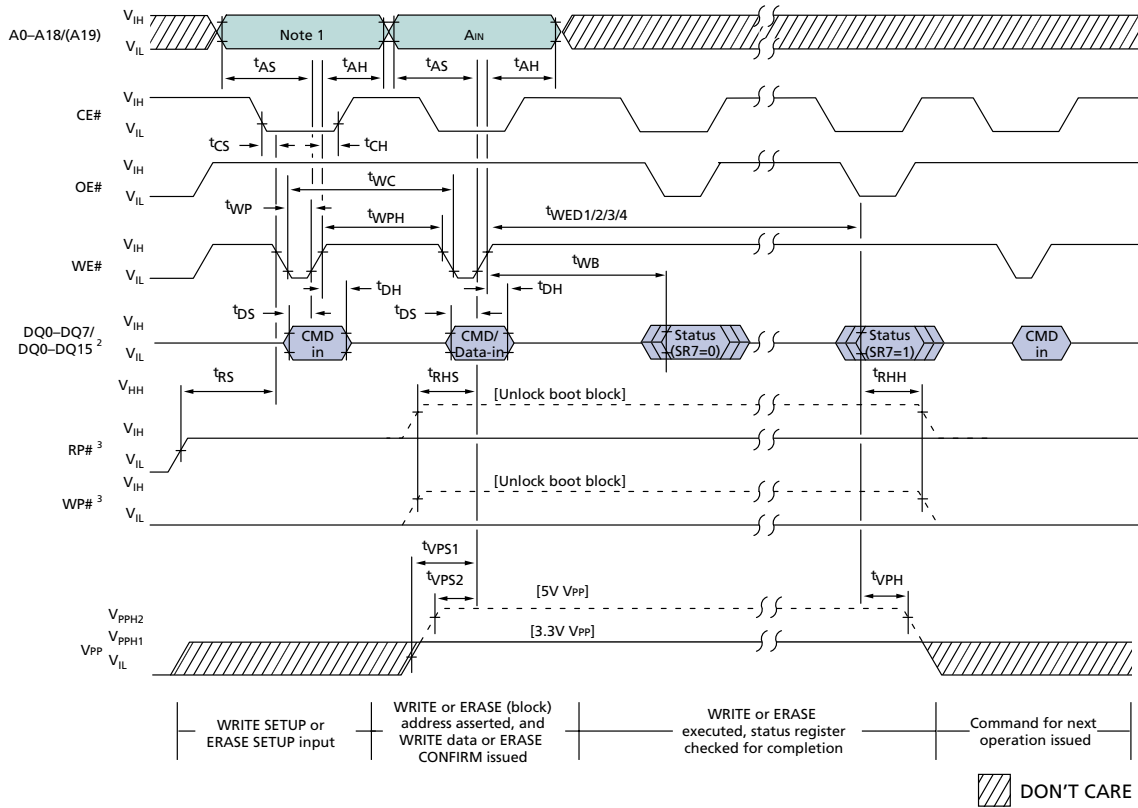 A0–A18/(A19)
VIH
VIL
Note 1
AIN
tAS
tAH
tAS
tAH
CE#
VIH
VIL
tCS
tCH
OE#
VIH
VIL
tWC
tWP
tWPH
tWED1/2/3/4
WE#
VIH
VIL
tWB
tDH
tDH
tDS
tDS
DQ0–DQ7/
DQ0–DQ15 2
VIH
VIL
CMD
in
CMD/
Data-in
Status
(SR7=0)
Status
(SR7=1)
CMD
in
tRS
tRHS
tRHH
VHH
[Unlock boot block]
RP# 3
VIH
VIL
WP# 3
VIH
VIL
[Unlock boot block]
tVPS1
tVPS2
tVPH
[5V VPP]
VPPH2
VPPH1
[3.3V VPP]
VPP
VIL
WRITE SETUP or
ERASE SETUP input
WRITE or ERASE (block)
address asserted, and
WRITE data or ERASE
CONFIRM issued
WRITE or ERASE
executed, status register
checked for completion
Command for next
operation issued
DON'T CARE